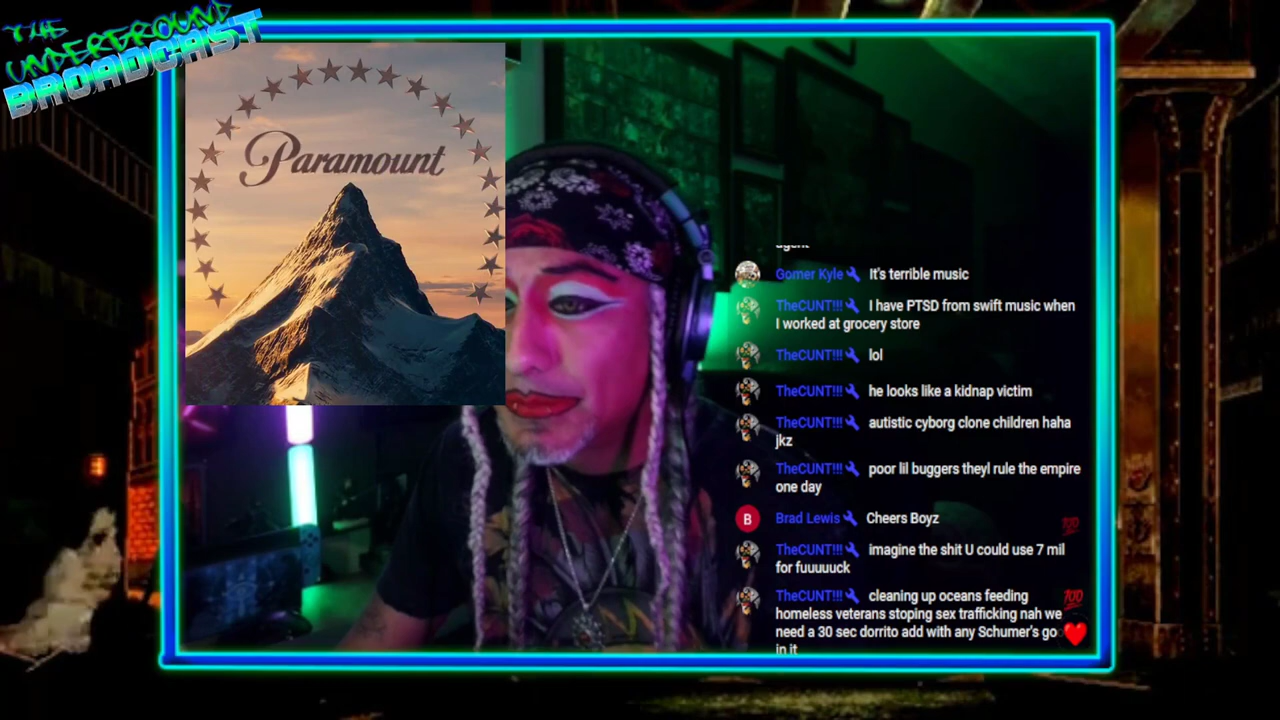 THE
UNDERGROUND
BROADCAST
Paramount
agent
Gomer Kyle It's terrible music
TheCUNT!!! I have PTSD from swift music when
I worked at grocery store
TheCUNT!!! lol
TheCUNT!!! he looks like a kidnap victim
TheCUNT!!! autistic cyborg clone children haha
jkz
TheCUNT!!! poor lil buggers theyl rule the empire
one day
B
Brad Lewis Cheers Boyz
100
TheCUNT!!! imagine the shit U could use 7 mil
for fuuuuuck
TheCUNT!!! cleaning up oceans feeding
100
homeless veterans stoping sex trafficking nah we
need a 30 sec dorrito add with any Schumer's go
in it